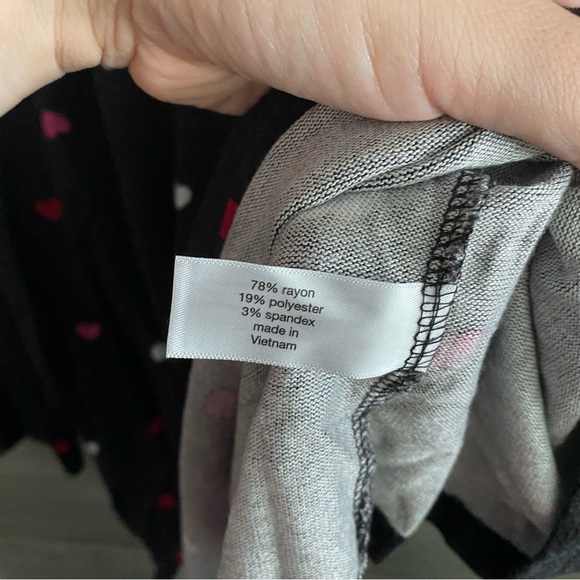 78% rayon
19% polyester
3% spandex
made in
Vietnam